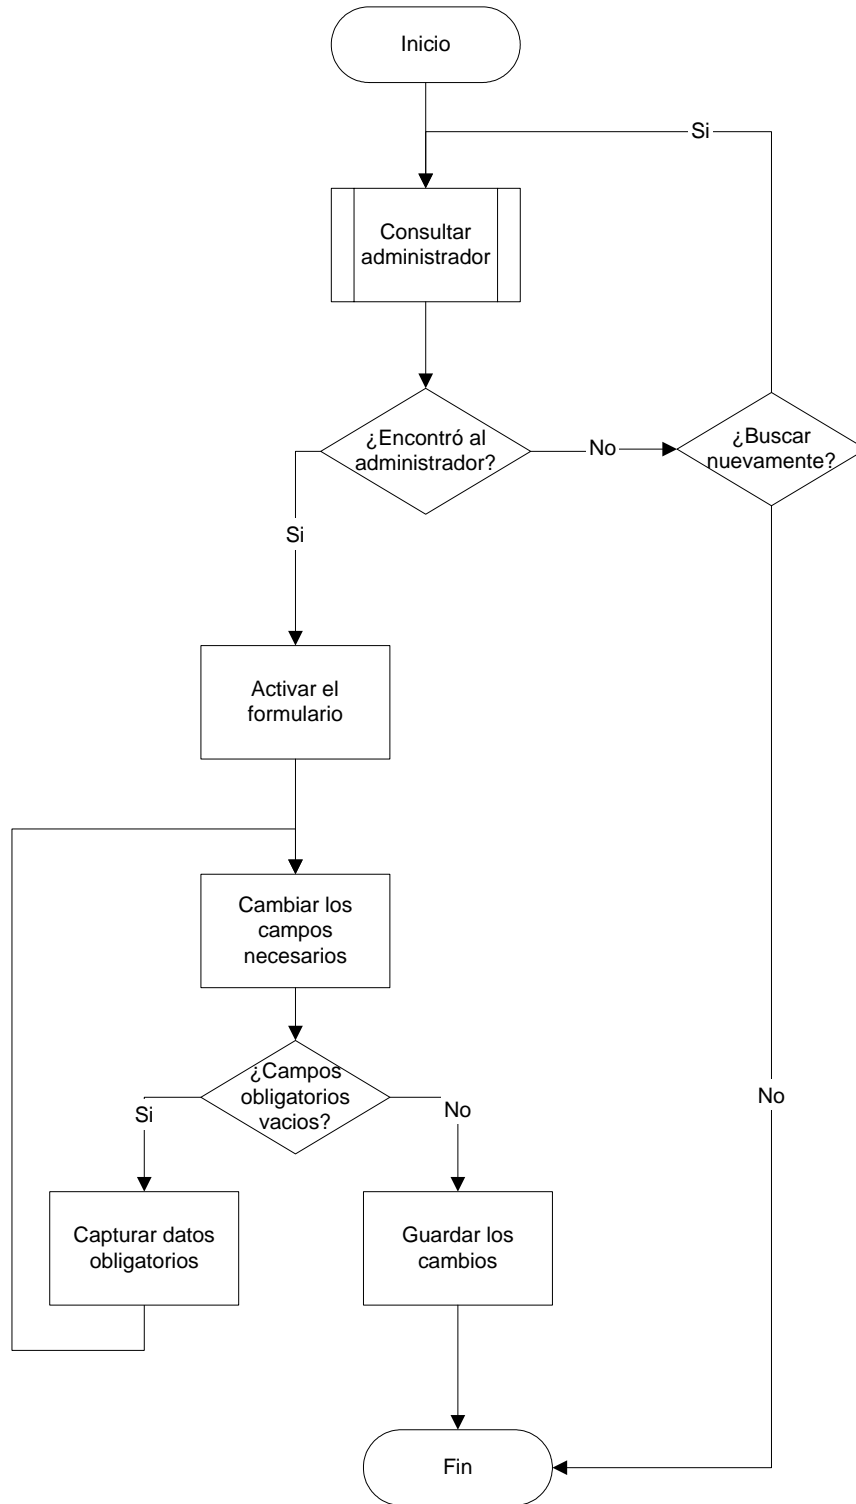 Inicio
Si
Consultar
administrador
¿Encontró al
administrador?
No
¿Buscar
nuevamente?
Si
Activar el
formulario
Cambiar los
campos
necesarios
¿Campos
obligatorios
vacios?
Si
No
No
Capturar datos
obligatorios
Guardar los
cambios
Fin